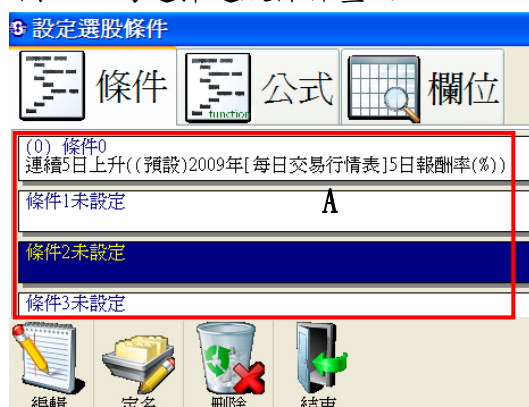 設定選股條件
條件
function
公式
欄位
(0) 條件0
連續5日上升((預設)2009年[每日交易行情表]5日報酬率(%))
條件1未設定
A
條件2未設定
條件3未設定
編輯 定名 刪除 結束